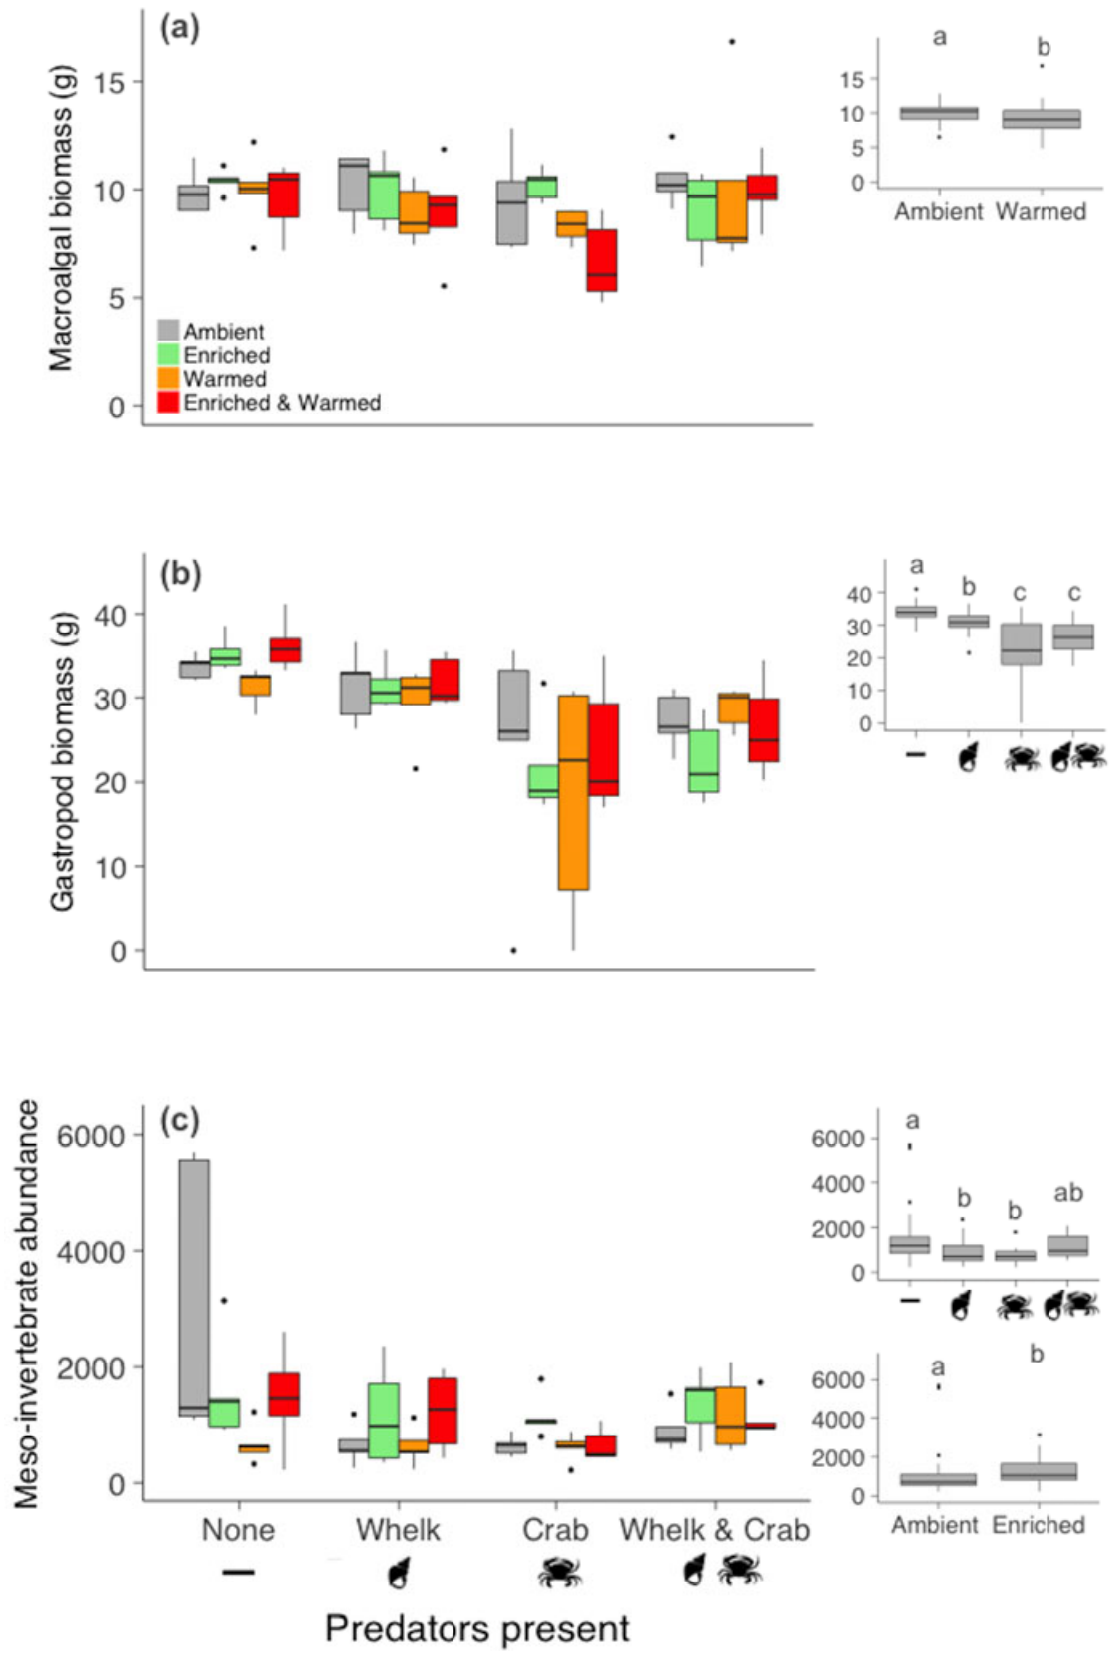 (a)
Macroalgal biomass (g)
15
10
5
0
Ambient
Enriched
Warmed
Enriched & Warmed
a
b
15
10
5
0
Ambient Warmed
(b)
Gastropod biomass (g)
40
30
20
10
0
a
b
c
c
40
30
20
10
0
(c)
Meso-invertebrate abundance
6000
4000
2000
0
None Whelk Crab Whelk & Crab
Predators present
a
b
b
ab
6000
4000
2000
0
a
b
6000
4000
2000
0
Ambient Enriched